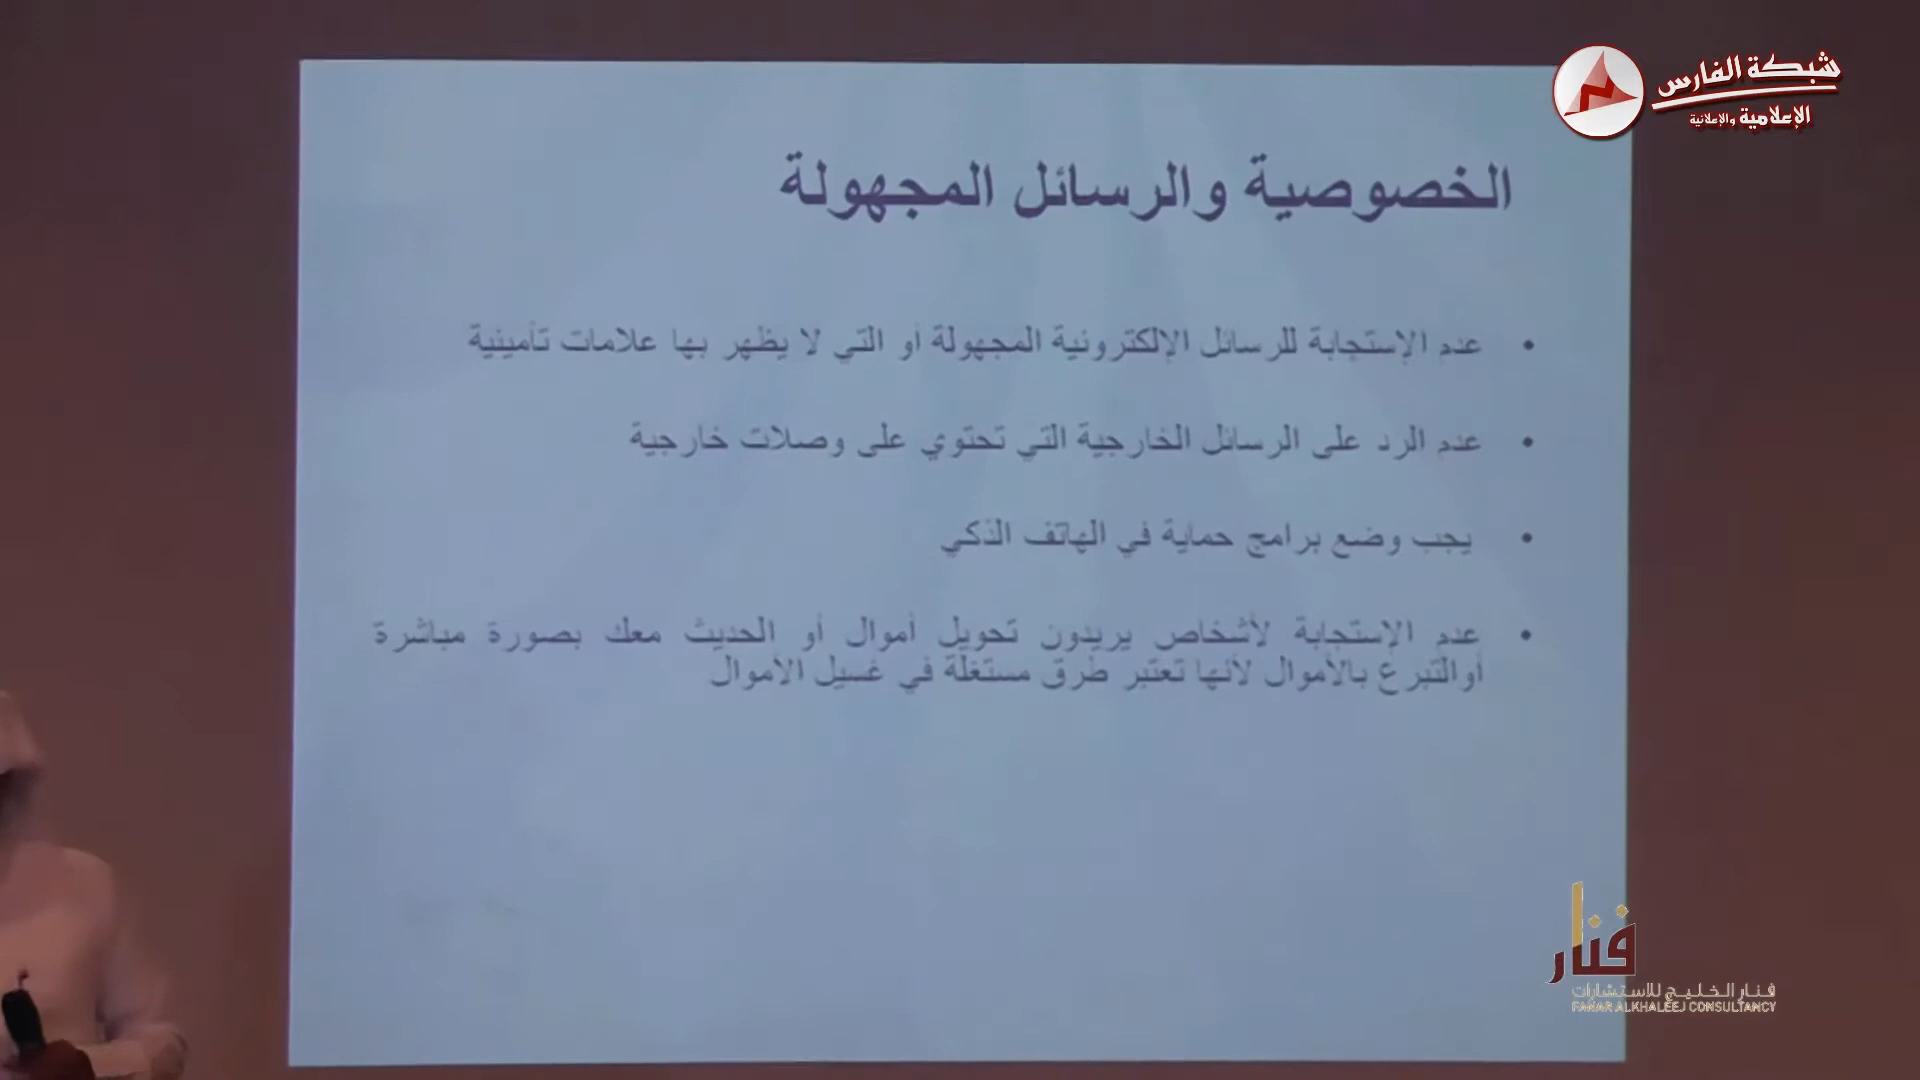 شبكة الفارس
الإعلامية والإعلانية
الخصوصية والرسائل المجهولة
• عدم الإستجابة للرسائل الإلكترونية المجهولة أو التي لا يظهر بها علامات تأمينية
• عدم الرد على الرسائل الخارجية التي تحتوي على وصلات خارجية
• يجب وضع برامج حماية في الهاتف الذكي
• عدم الإستجابة لأشخاص يريدون تحويل أموال أو الحديث معك بصورة مباشرة
أوالتبرع بالأموال لأنها تعتبر طرق مستغلة في غسيل الأموال
فنار
فنار الخليج للاستشارات
FANAR ALKHALEEJ CONSULTANCY